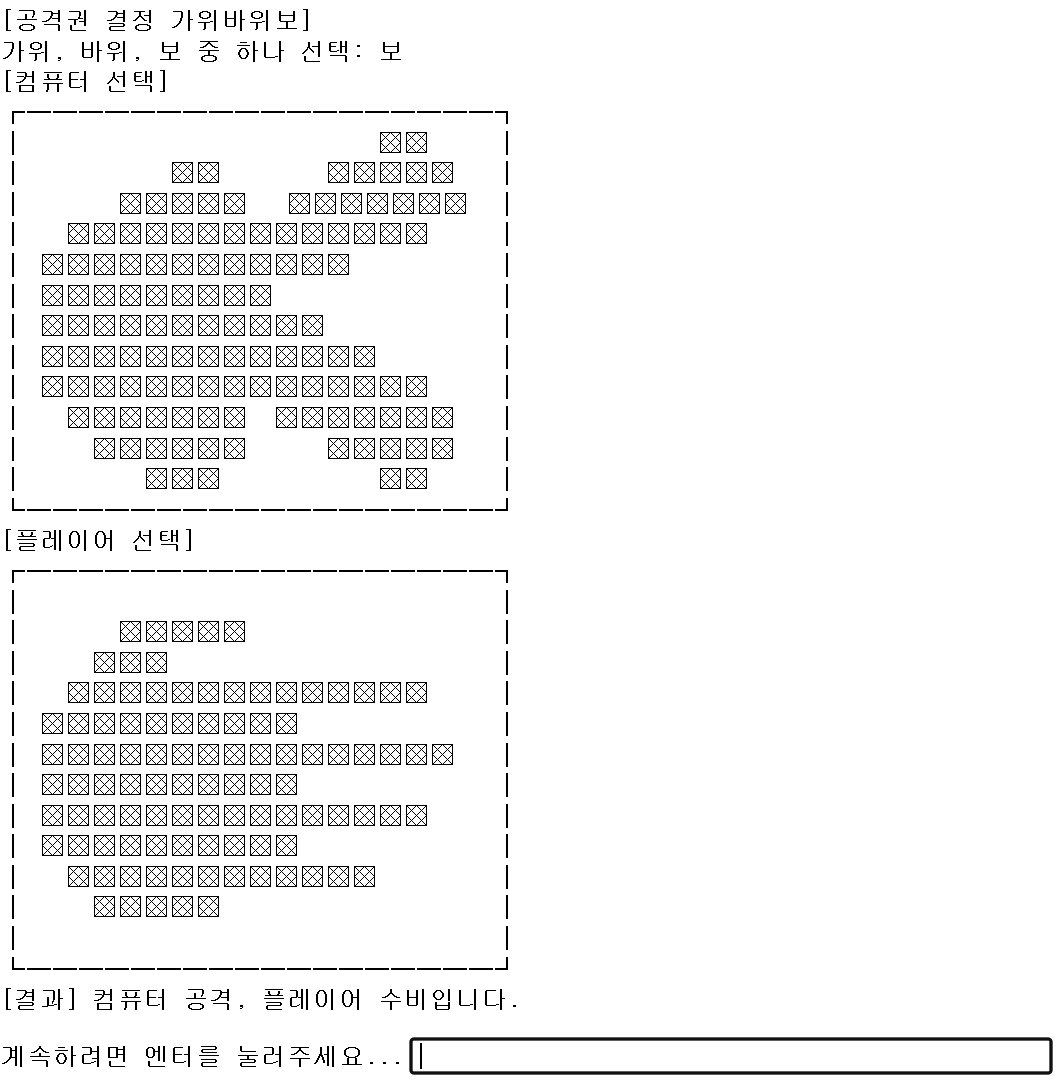 [공격권 결정 가위바위보]
가위, 바위, 보 중 하나 선택: 보
[컴퓨터 선택]
[플레이어 선택]
[결과] 컴퓨터 공격, 플레이어 수비입니다.
계속하려면 엔터를 눌러주세요...